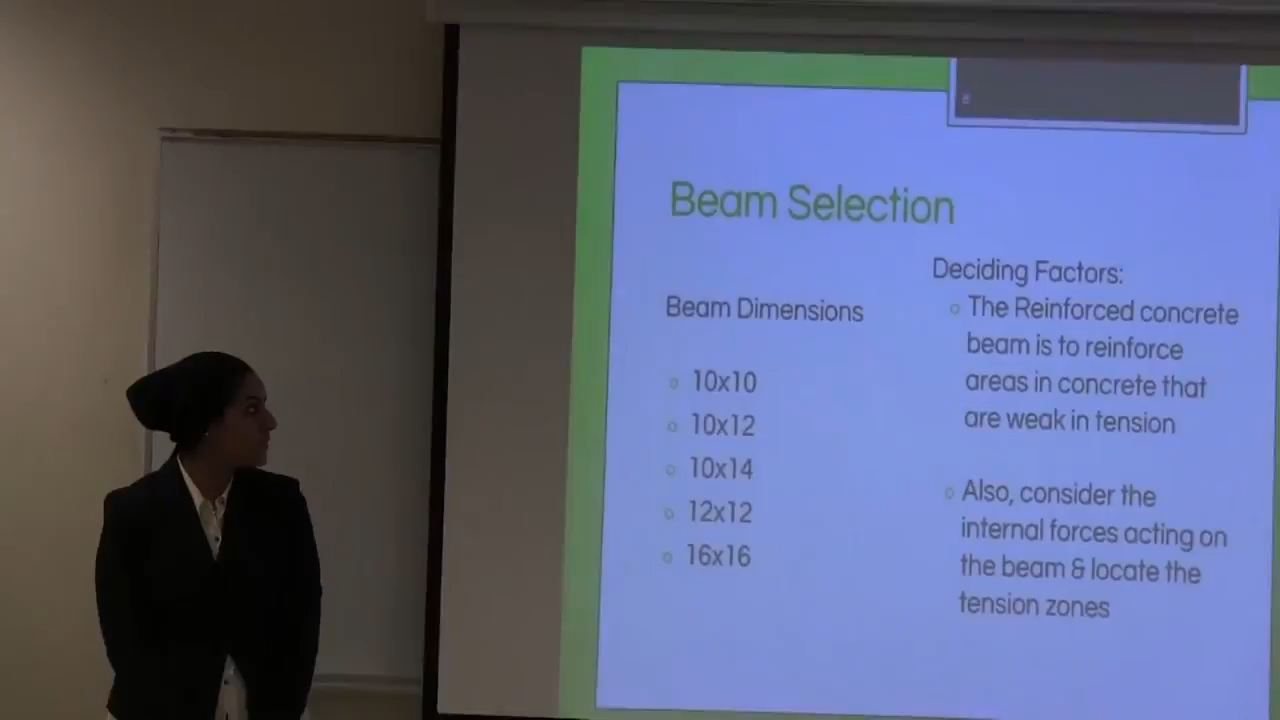 Beam Selection
Beam Dimensions
10x10
10x12
10x14
12x12
16x16
Deciding Factors:
The Reinforced concrete
beam is to reinforce
areas in concrete that
are weak in tension
Also, consider the
internal forces acting on
the beam & locate the
tension zones